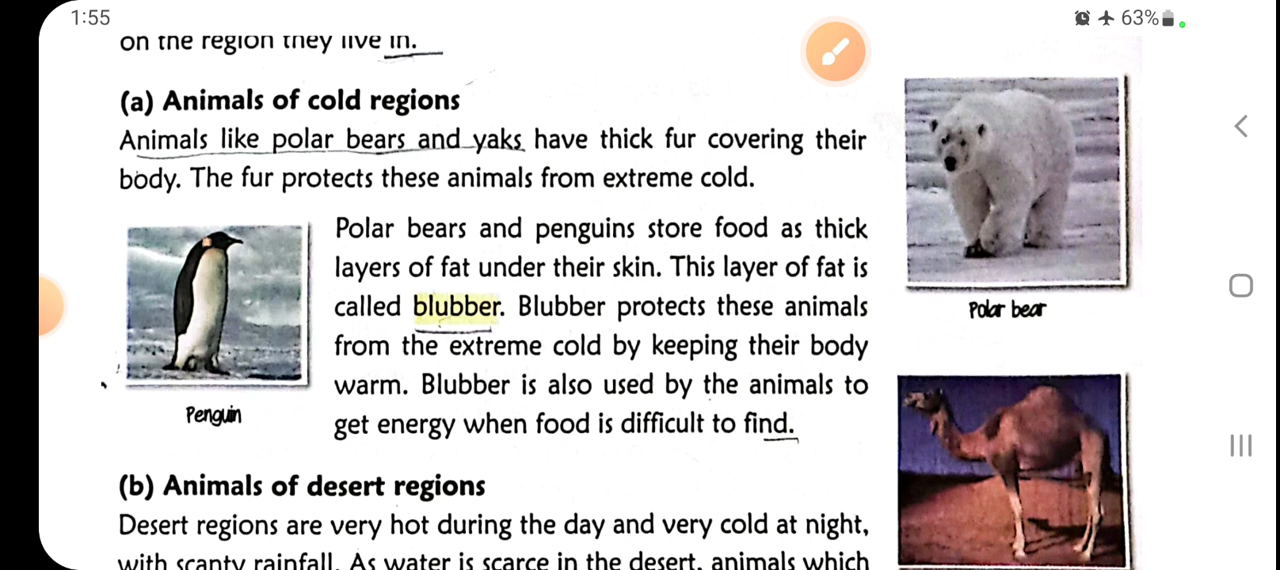 1:55
63%
on the region they live in.
(a) Animals of cold regions
Animals like polar bears and yaks have thick fur covering their
body. The fur protects these animals from extreme cold.
Polar bears and penguins store food as thick
layers of fat under their skin. This layer of fat is
called blubber. Blubber protects these animals
from the extreme cold by keeping their body
warm. Blubber is also used by the animals to
get energy when food is difficult to find.
Penguin
Polar bear
(b) Animals of desert regions
Desert regions are very hot during the day and very cold at night,
with scanty rainfall. As water is scarce in the desert, animals which